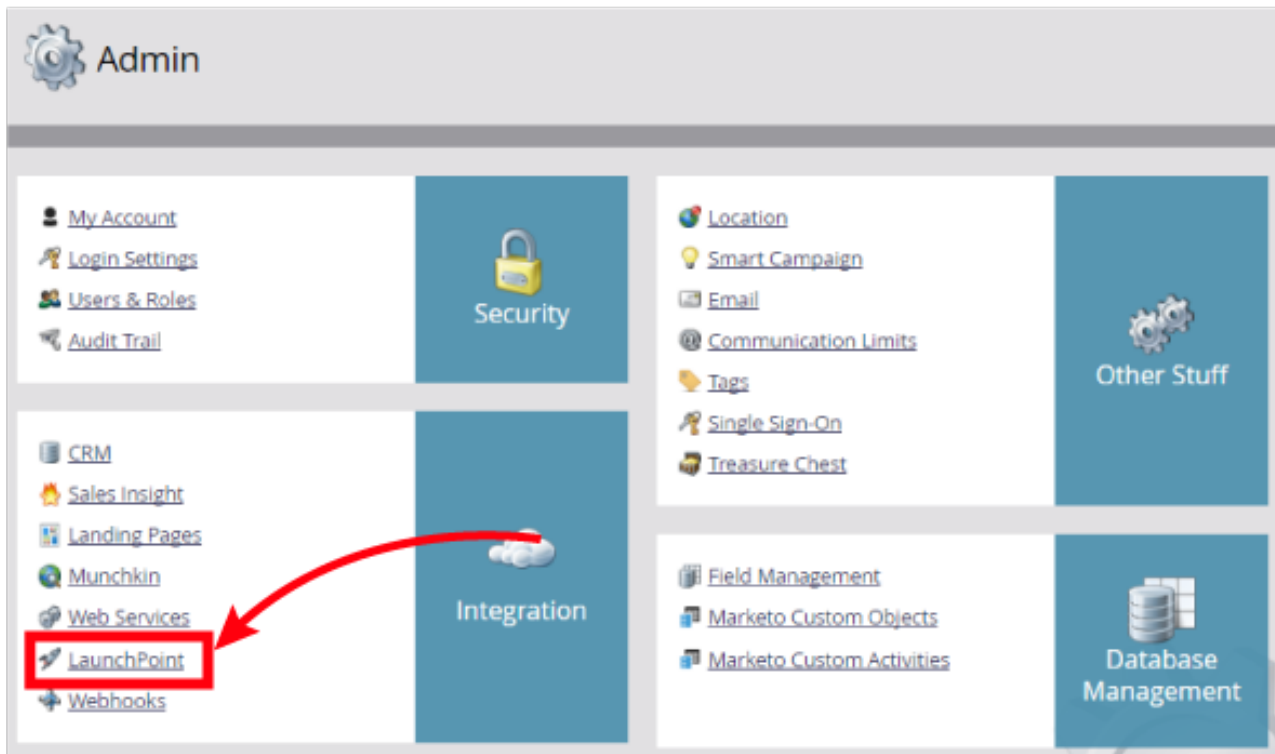 Admin
My Account
Login Settings
Users & Roles
Audit Trail
Security
CRM
Sales Insight
Landing Pages
Munchkin
Web Services
LaunchPoint
Webhooks
Integration
Location
Smart Campaign
Email
Communication Limits
Tags
Single Sign-On
Treasure Chest
Other Stuff
Field Management
Marketo Custom Objects
Marketo Custom Activities
Database
Management